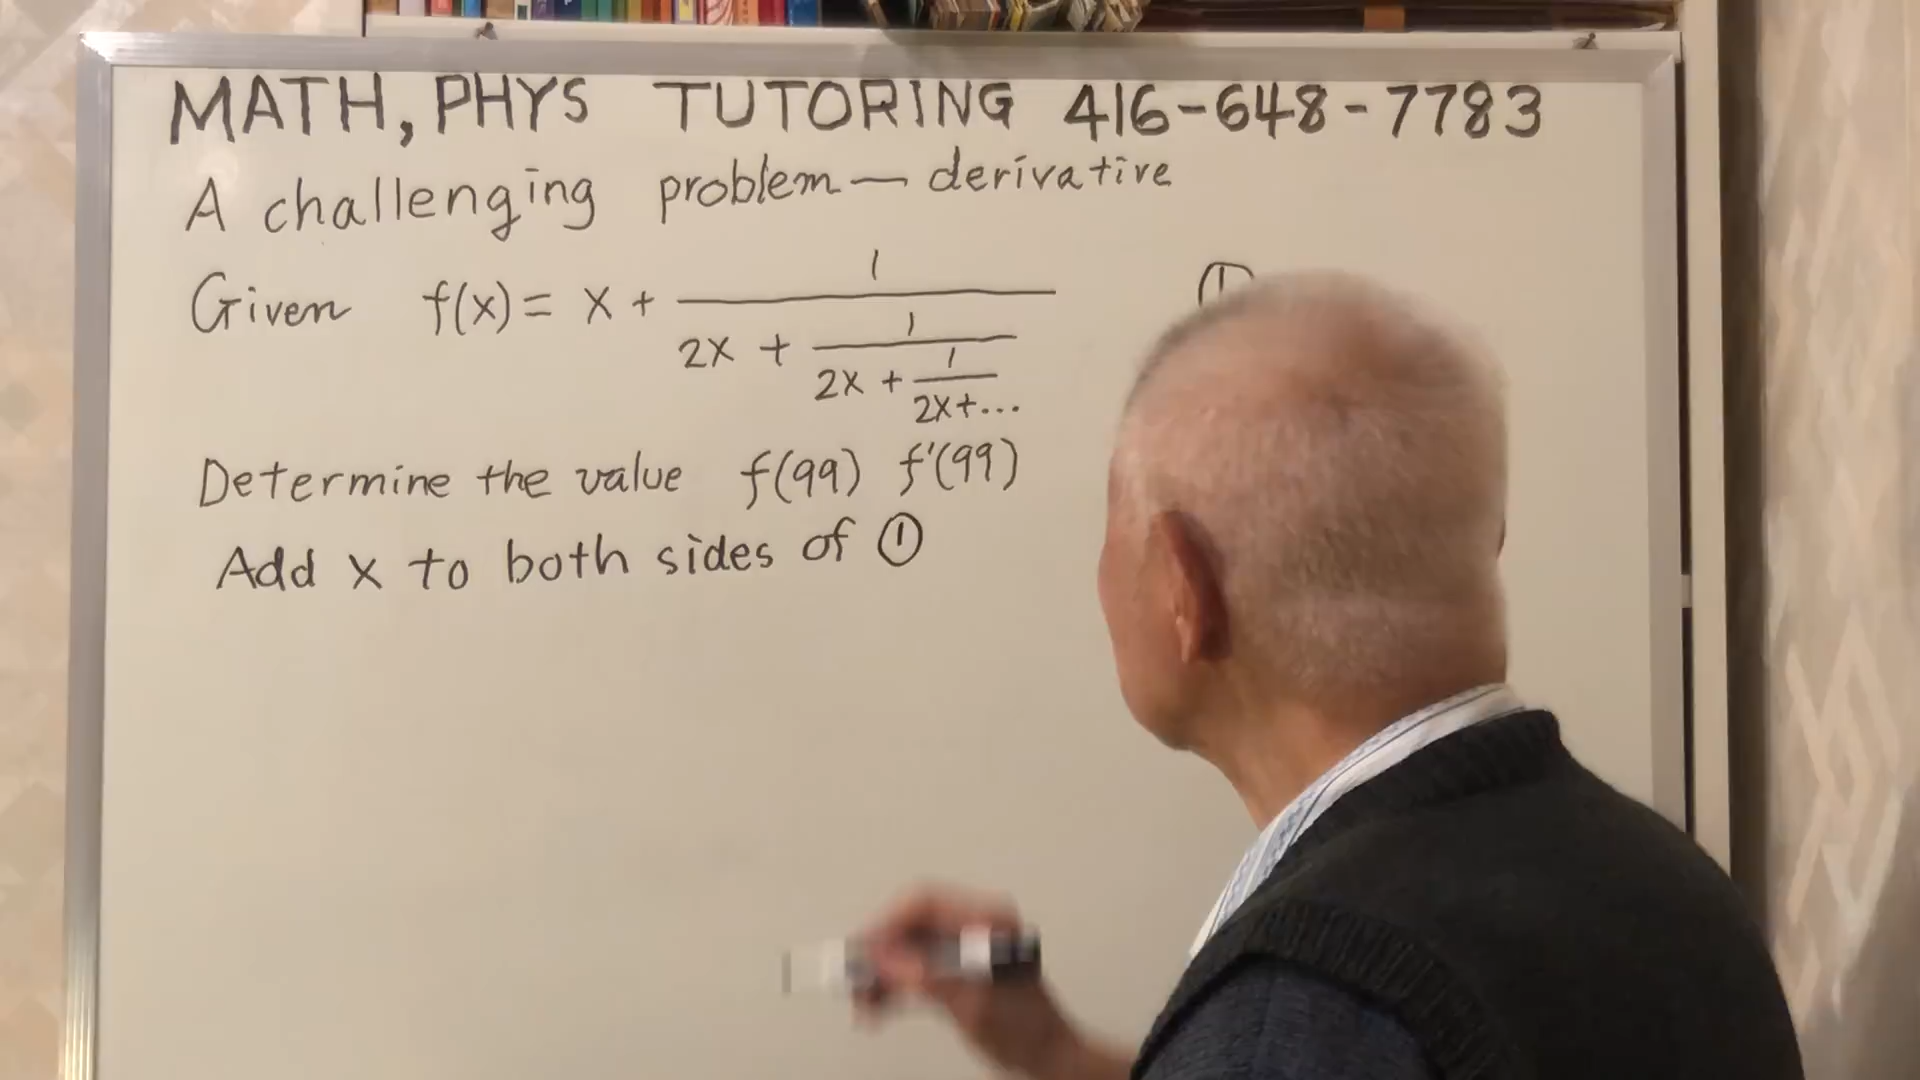 MATH, PHYS TUTORING 416-648-7783
A challenging problem — derivative
Given f(x) = x + 1/(2x + 1/(2x + 1/(2x+...))) ①
Determine the value f(99) f'(99)
Add x to both sides of ①